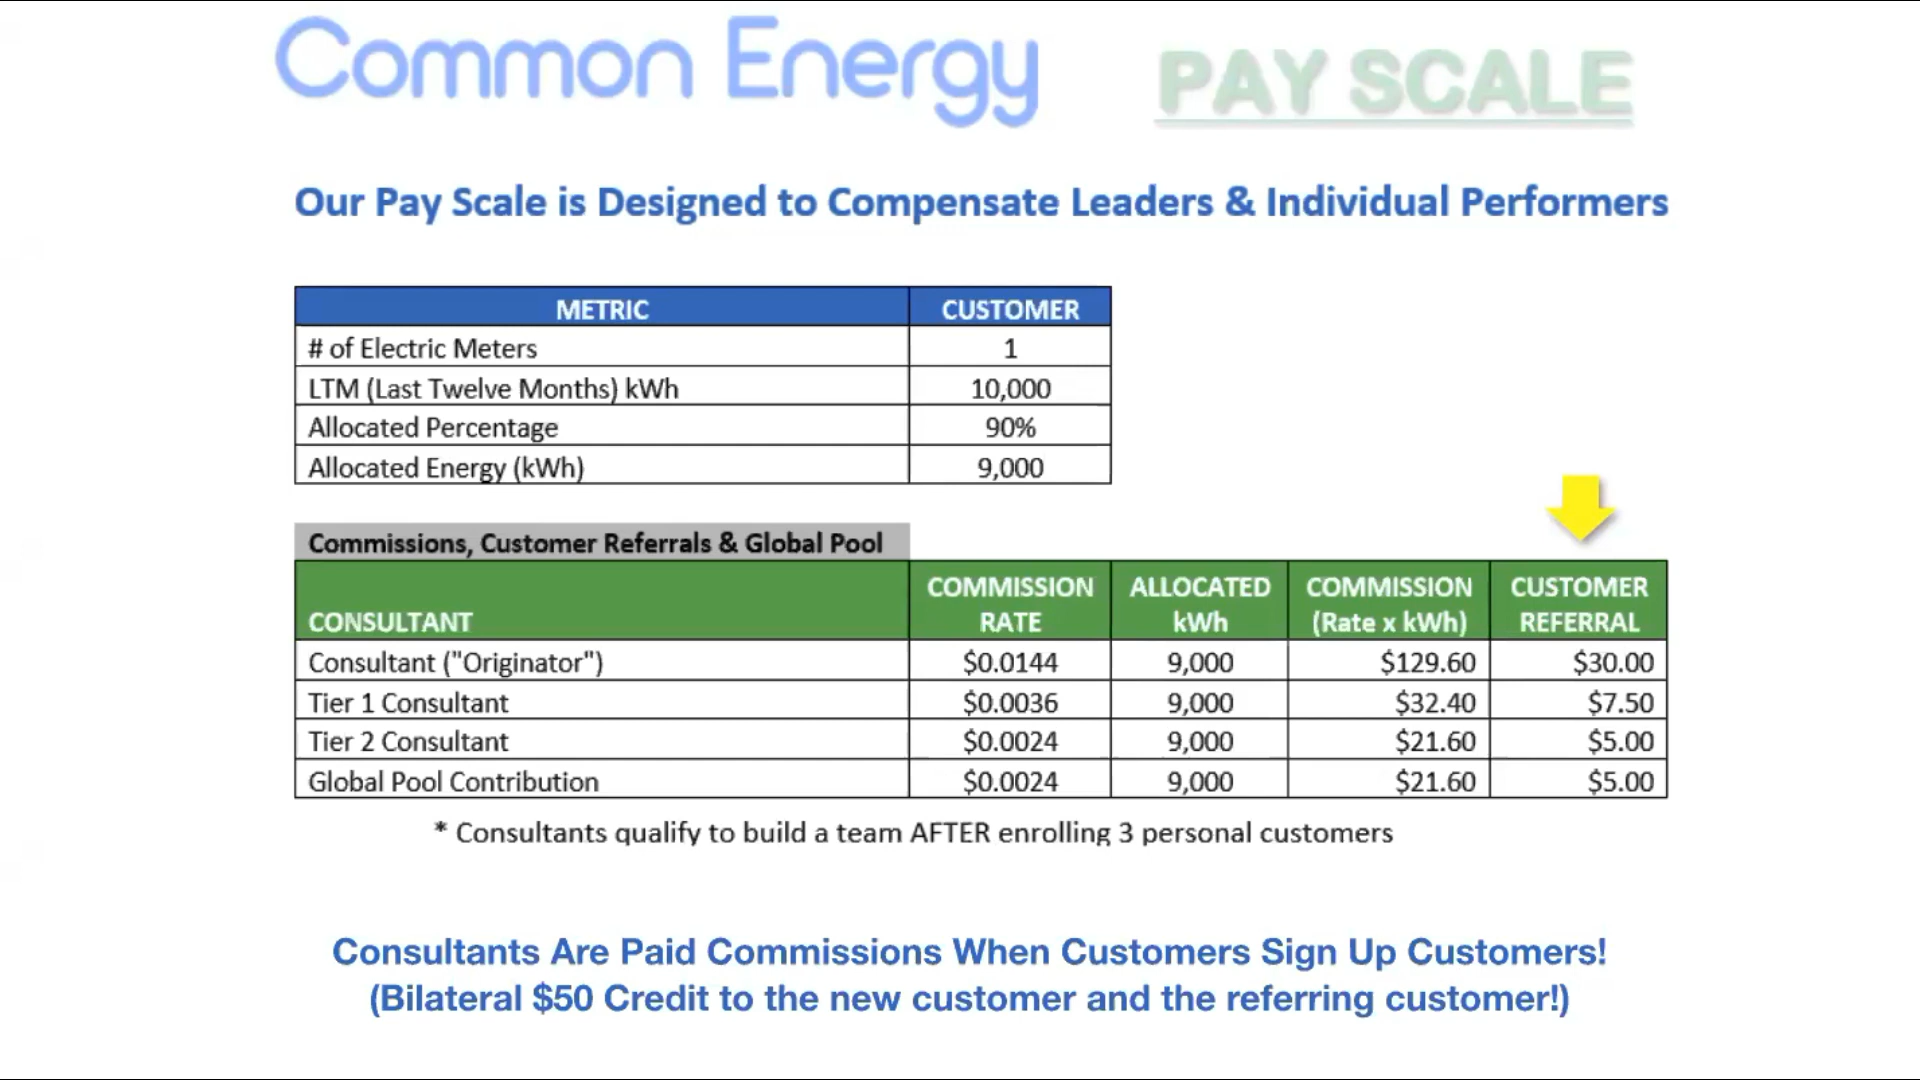 Common Energy PAY SCALE
Our Pay Scale is Designed to Compensate Leaders & Individual Performers
METRIC CUSTOMER
# of Electric Meters 1
LTM (Last Twelve Months) kWh 10,000
Allocated Percentage 90%
Allocated Energy (kWh) 9,000
Commissions, Customer Referrals & Global Pool
CONSULTANT COMMISSION RATE ALLOCATED kWh COMMISSION (Rate x kWh) CUSTOMER REFERRAL
Consultant ("Originator") $0.0144 9,000 $129.60 $30.00
Tier 1 Consultant $0.0036 9,000 $32.40 $7.50
Tier 2 Consultant $0.0024 9,000 $21.60 $5.00
Global Pool Contribution $0.0024 9,000 $21.60 $5.00
* Consultants qualify to build a team AFTER enrolling 3 personal customers
Consultants Are Paid Commissions When Customers Sign Up Customers!
(Bilateral $50 Credit to the new customer and the referring customer!)